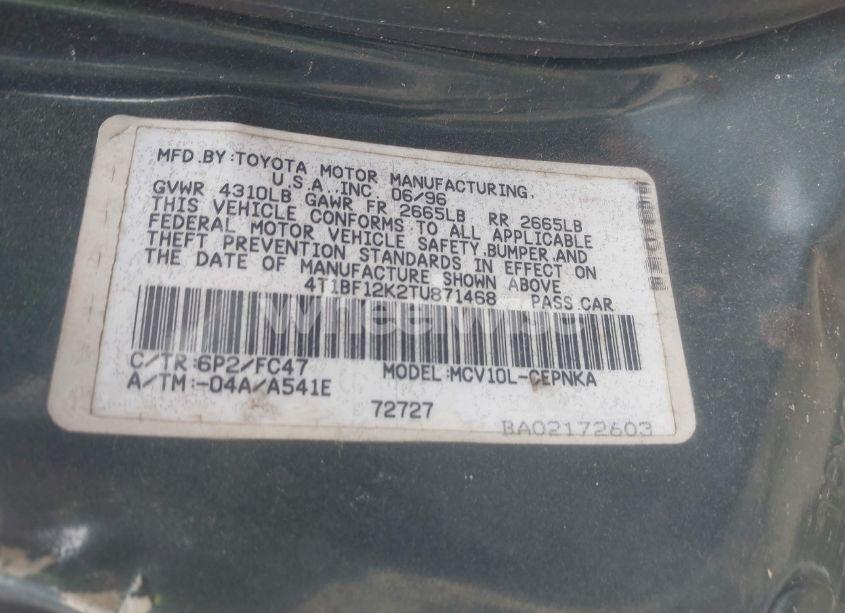 MFD.BY:TOYOTA MOTOR MANUFACTURING,
U.S.A.,INC. 06/96
GVWR 4310LB GAWR FR 2665LB RR 2665LB
THIS VEHICLE CONFORMS TO ALL APPLICABLE
FEDERAL MOTOR VEHICLE SAFETY,BUMPER,AND
THEFT PREVENTION STANDARDS IN EFFECT ON
THE DATE OF MANUFACTURE SHOWN ABOVE
4T1BF12K2TU871468 PASS.CAR
WheelWise
C/TR:6P2/FC47 MODEL:MCV10L-CEPNKA
A/TM:-04A/A541E
72727
BA02172603